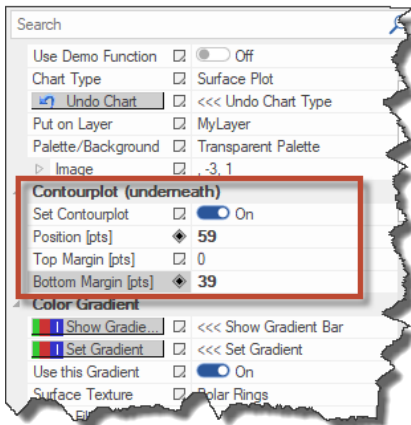 Search
Use Demo Function Off
Chart Type Surface Plot
Undo Chart <<< Undo Chart Type
Put on Layer MyLayer
Palette/Background Transparent Palette
Image , -3, 1
Contourplot (underneath)
Set Contourplot On
Position [pts] 59
Top Margin [pts] 0
Bottom Margin [pts] 39
Color Gradient
Show Gradie... <<< Show Gradient Bar
Set Gradient <<< Set Gradient
Use this Gradient On
Surface Texture Polar Rings